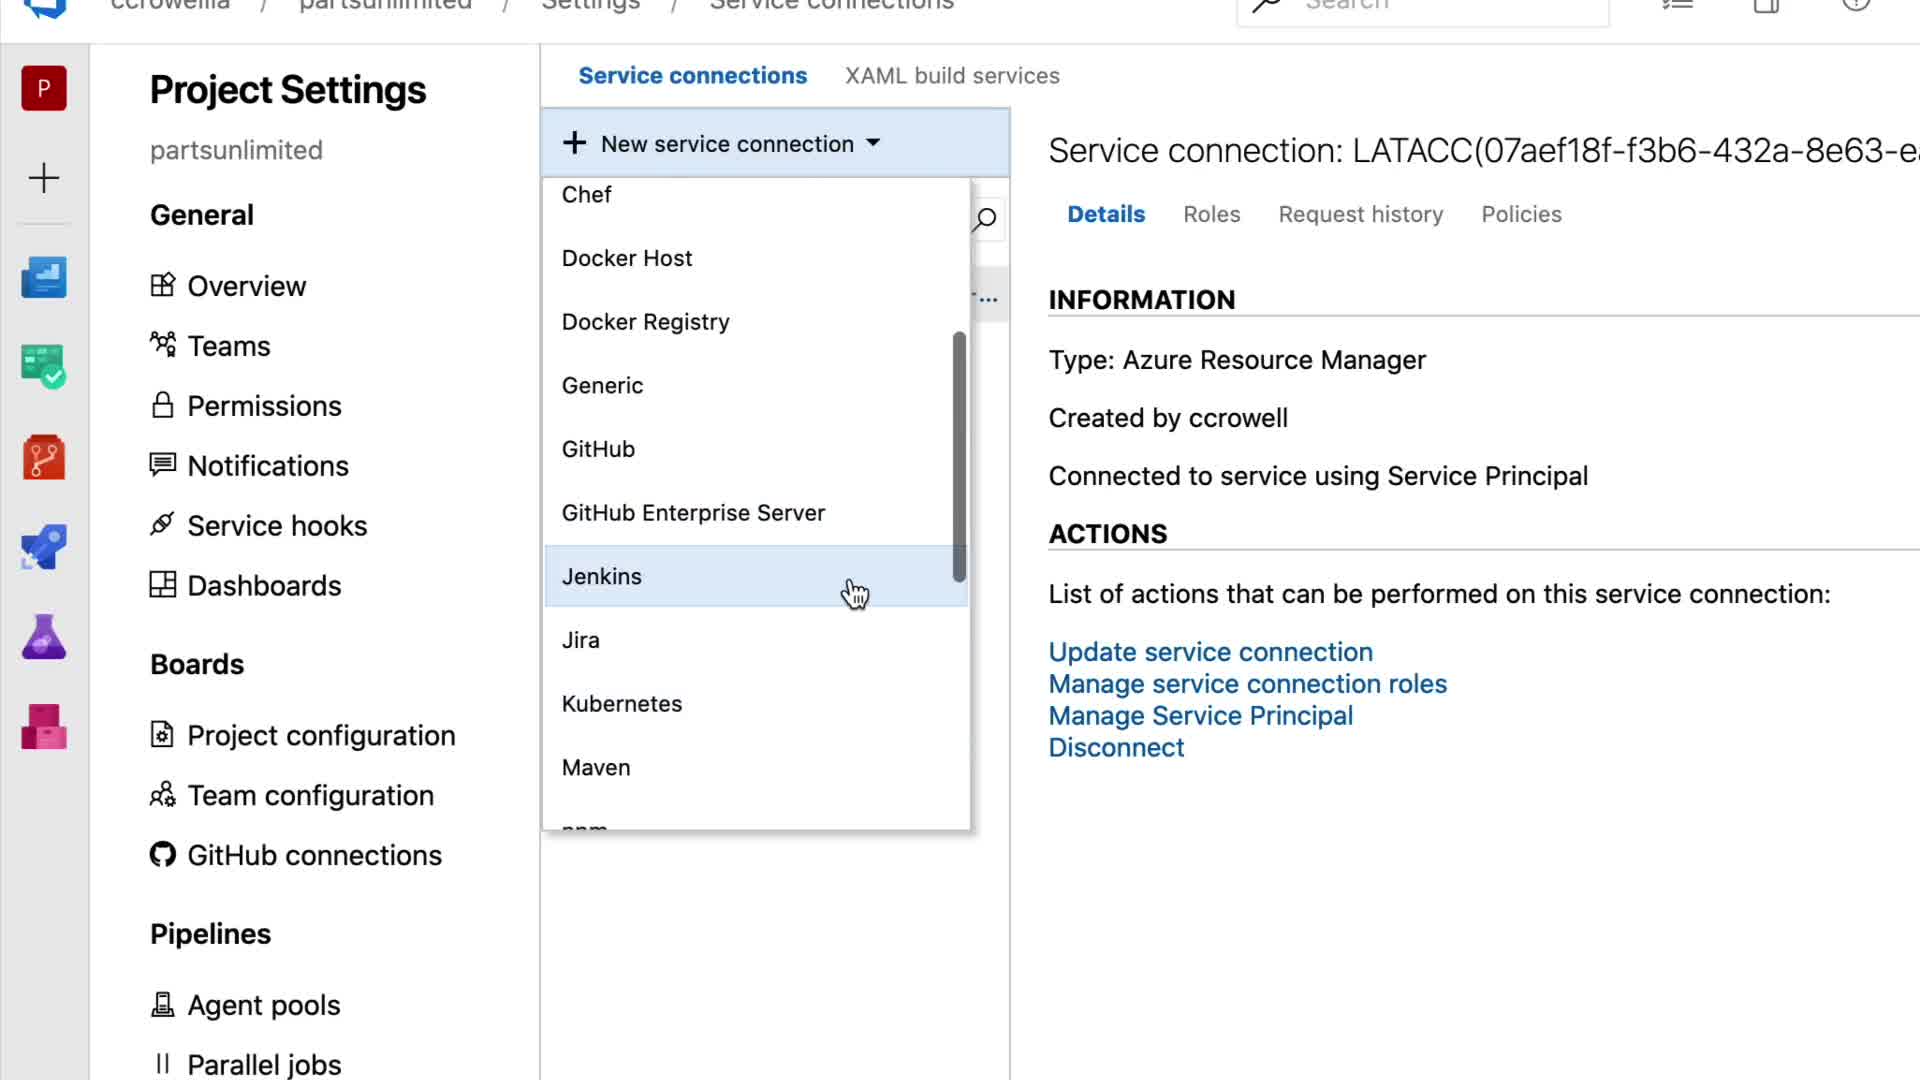 ccrowellla / partsunlimited / Settings / Service connections
Search
P
Project Settings
partsunlimited
General
Overview
Teams
Permissions
Notifications
Service hooks
Dashboards
Boards
Project configuration
Team configuration
GitHub connections
Pipelines
Agent pools
Parallel jobs
Service connections
XAML build services
New service connection
Chef
Docker Host
Docker Registry
Generic
GitHub
GitHub Enterprise Server
Jenkins
Jira
Kubernetes
Maven
npm
Service connection: LATACC(07aef18f-f3b6-432a-8e63-e
Details
Roles
Request history
Policies
INFORMATION
Type: Azure Resource Manager
Created by ccrowell
Connected to service using Service Principal
ACTIONS
List of actions that can be performed on this service connection:
Update service connection
Manage service connection roles
Manage Service Principal
Disconnect